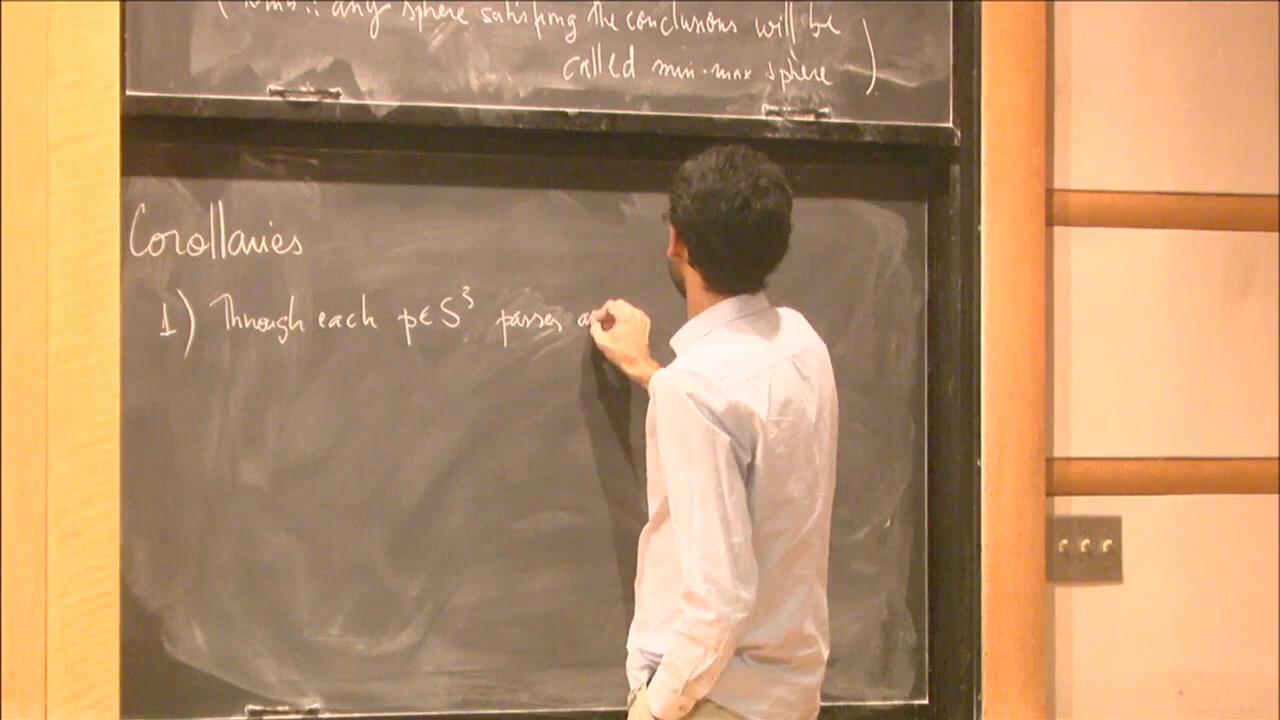 any sphere satisfying the conclusions will be
called min-max sphere )
Corollaries
1) Through each p∈S³ passes a